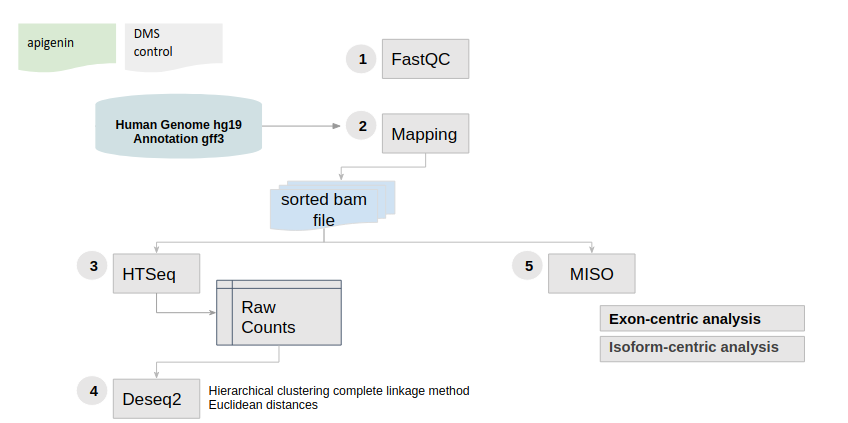 apigenin
DMS
control
1
FastQC
Human Genome hg19
Annotation gff3
2
Mapping
sorted bam
file
3
HTSeq
5
MISO
Raw
Counts
Exon-centric analysis
Isoform-centric analysis
4
Deseq2
Hierarchical clustering complete linkage method
Euclidean distances